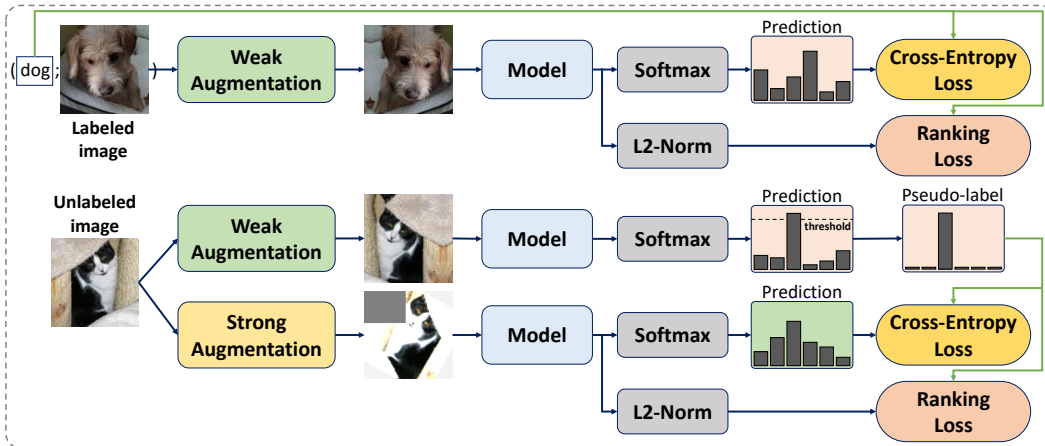 (dog; )
Labeled
image
Weak
Augmentation
Model
Softmax
Prediction
Cross-Entropy
Loss
L2-Norm
Ranking
Loss
Unlabeled
image
Weak
Augmentation
Model
Softmax
Prediction
threshold
Pseudo-label
Strong
Augmentation
Model
Softmax
Prediction
Cross-Entropy
Loss
L2-Norm
Ranking
Loss